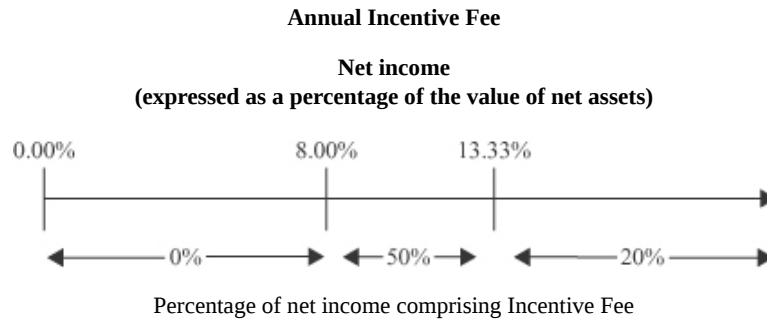 Annual Incentive Fee
Net income
(expressed as a percentage of the value of net assets)
0.00% 8.00% 13.33%
0% 50% 20%
Percentage of net income comprising Incentive Fee